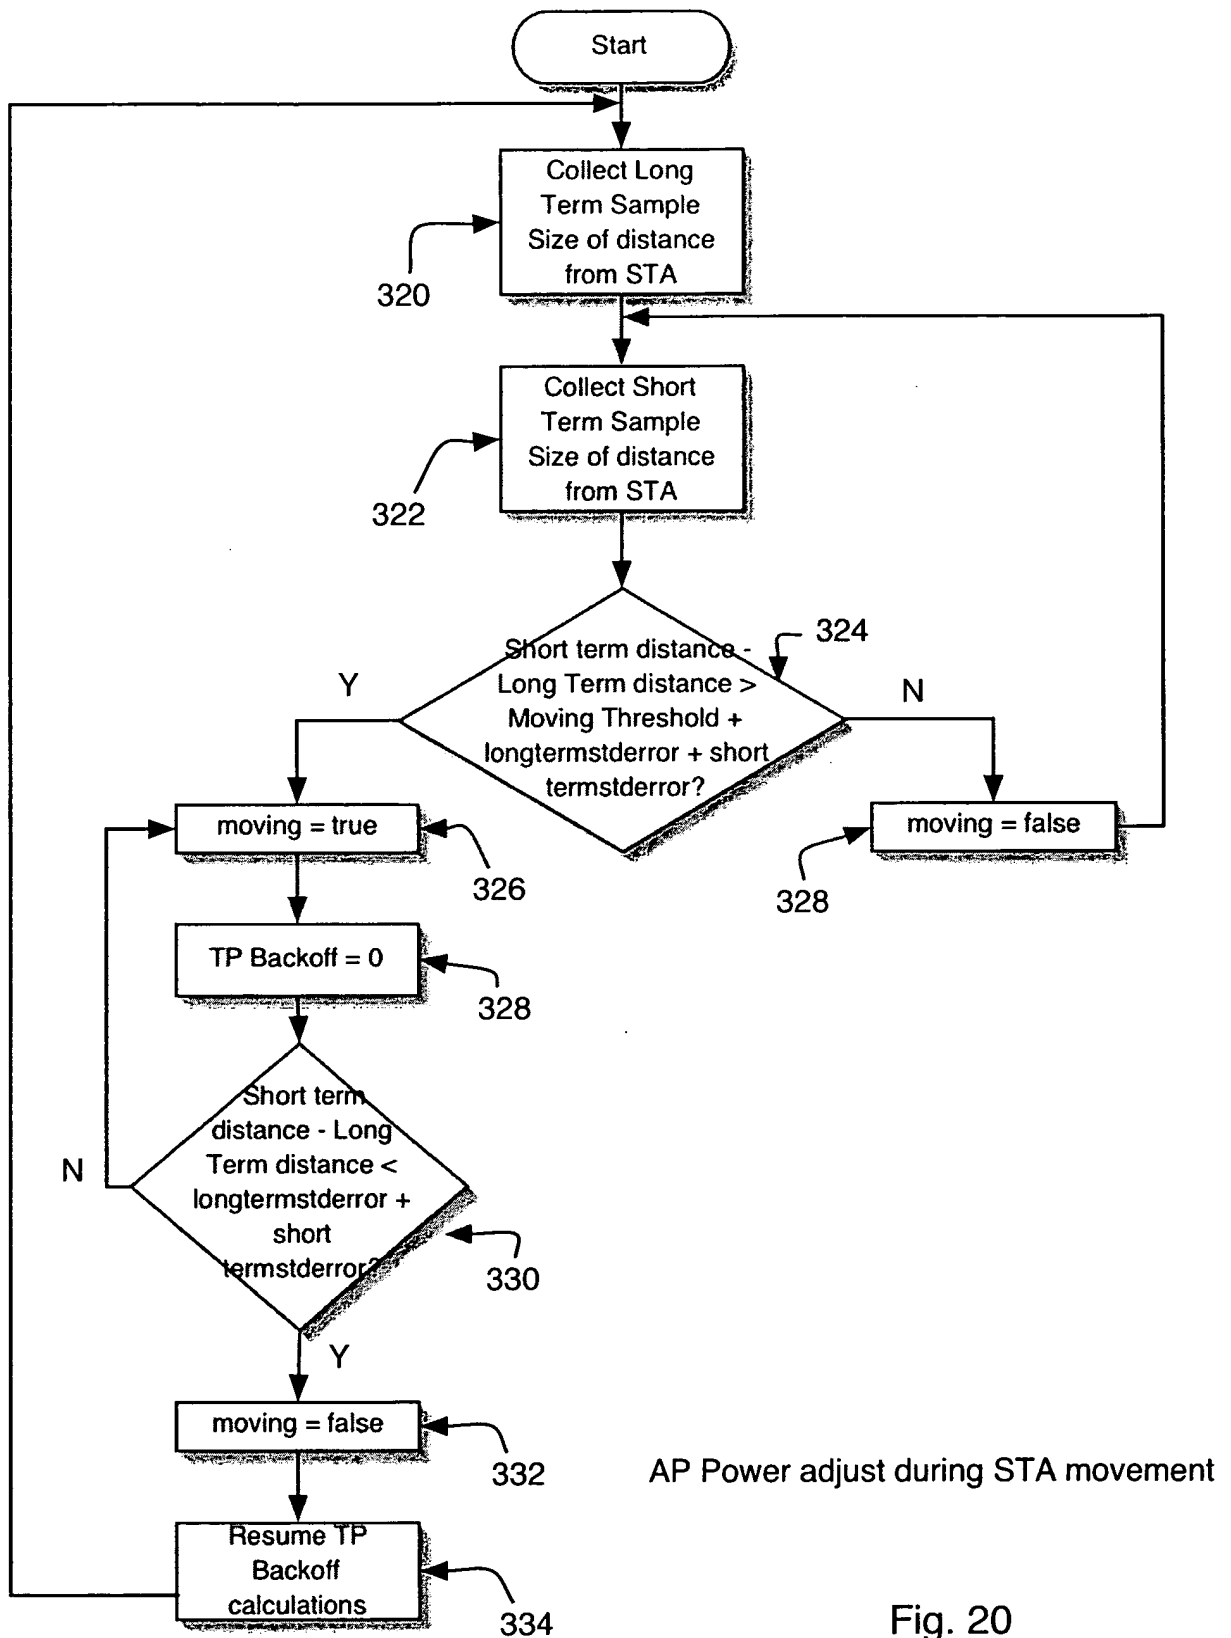 Start
Collect Long
Term Sample
Size of distance
from STA
320
Collect Short
Term Sample
Size of distance
from STA
322
Short term distance -
Long Term distance >
Moving Threshold +
longtermstderror + short
termstderror?
324
Y
N
moving = true
326
moving = false
328
TP Backoff = 0
328
Short term
distance - Long
Term distance <
longtermstderror +
short
termstderror?
330
N
Y
moving = false
332
AP Power adjust during STA movement
Resume TP
Backoff
calculations
334
Fig. 20